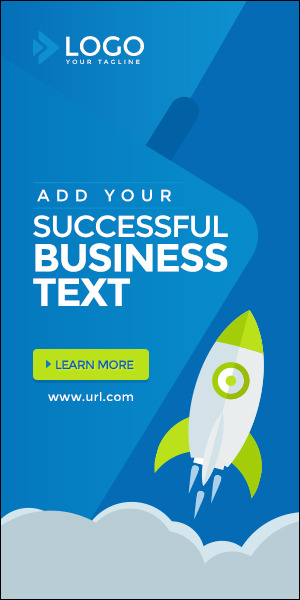 LOGO
YOUR TAGLINE
ADD YOUR
SUCCESSFUL
BUSINESS
TEXT
LEARN MORE
www.url.com